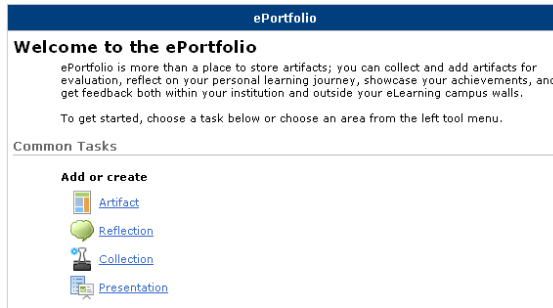 ePortfolio
Welcome to the ePortfolio
ePortfolio is more than a place to store artifacts; you can collect and add artifacts for
evaluation, reflect on your personal learning journey, showcase your achievements, and
get feedback both within your institution and outside your eLearning campus walls.
To get started, choose a task below or choose an area from the left tool menu.
Common Tasks
Add or create
Artifact
Reflection
Collection
Presentation